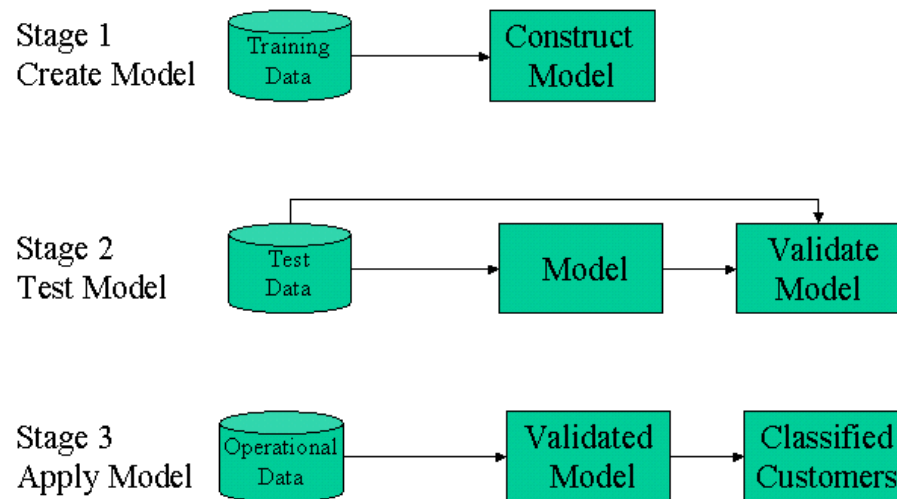 Stage 1
Create Model
Training
Data
Construct
Model
Stage 2
Test Model
Test
Data
Model
Validate
Model
Stage 3
Apply Model
Operational
Data
Validated
Model
Classified
Customers